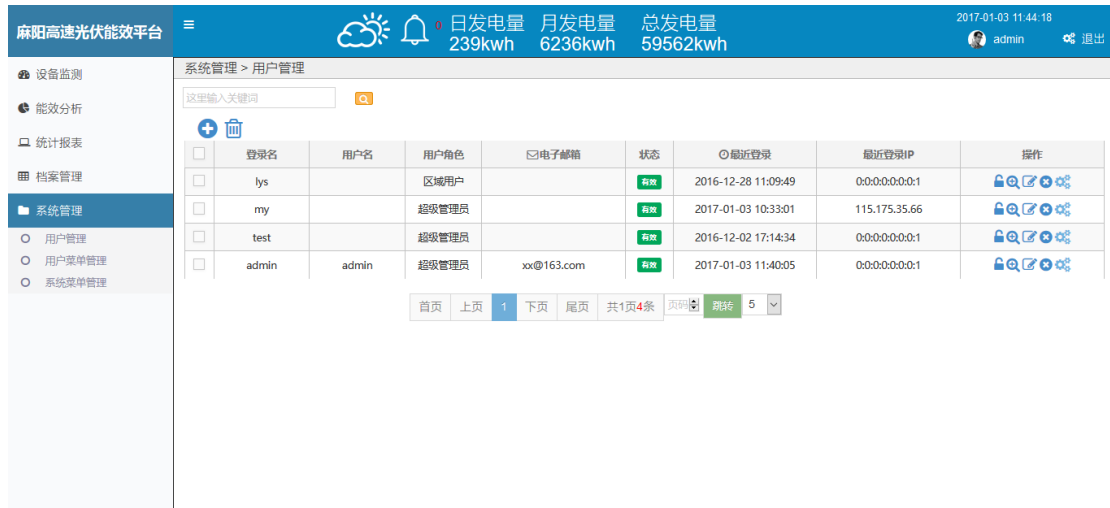 麻阳高速光伏能效平台
0 日发电量 月发电量 总发电量
239kwh 6236kwh 59562kwh
2017-01-03 11:44:18
admin 退出
设备监测
能效分析
统计报表
档案管理
系统管理
用户管理
用户菜单管理
系统菜单管理
系统管理 > 用户管理
这里输入关键词
登录名 用户名 用户角色 电子邮箱 状态 最近登录 最近登录IP 操作
lys 区域用户 有效 2016-12-28 11:09:49 0:0:0:0:0:0:0:1
my 超级管理员 有效 2017-01-03 10:33:01 115.175.35.66
test 超级管理员 有效 2016-12-02 17:14:34 0:0:0:0:0:0:0:1
admin admin 超级管理员 xx@163.com 有效 2017-01-03 11:40:05 0:0:0:0:0:0:0:1
首页 上页 1 下页 尾页 共1页4条 页码 跳转 5